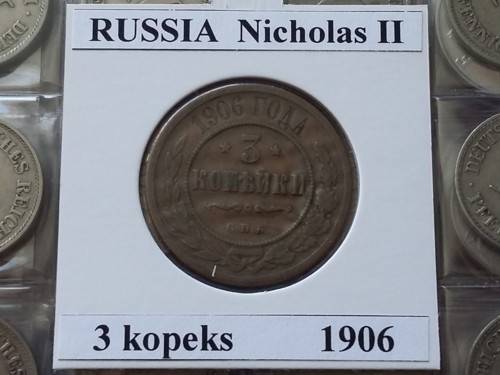 RUSSIA Nicholas II
1906 ГОДА
3
КОПѢЙКИ
С.П.Б.
3 kopeks 1906